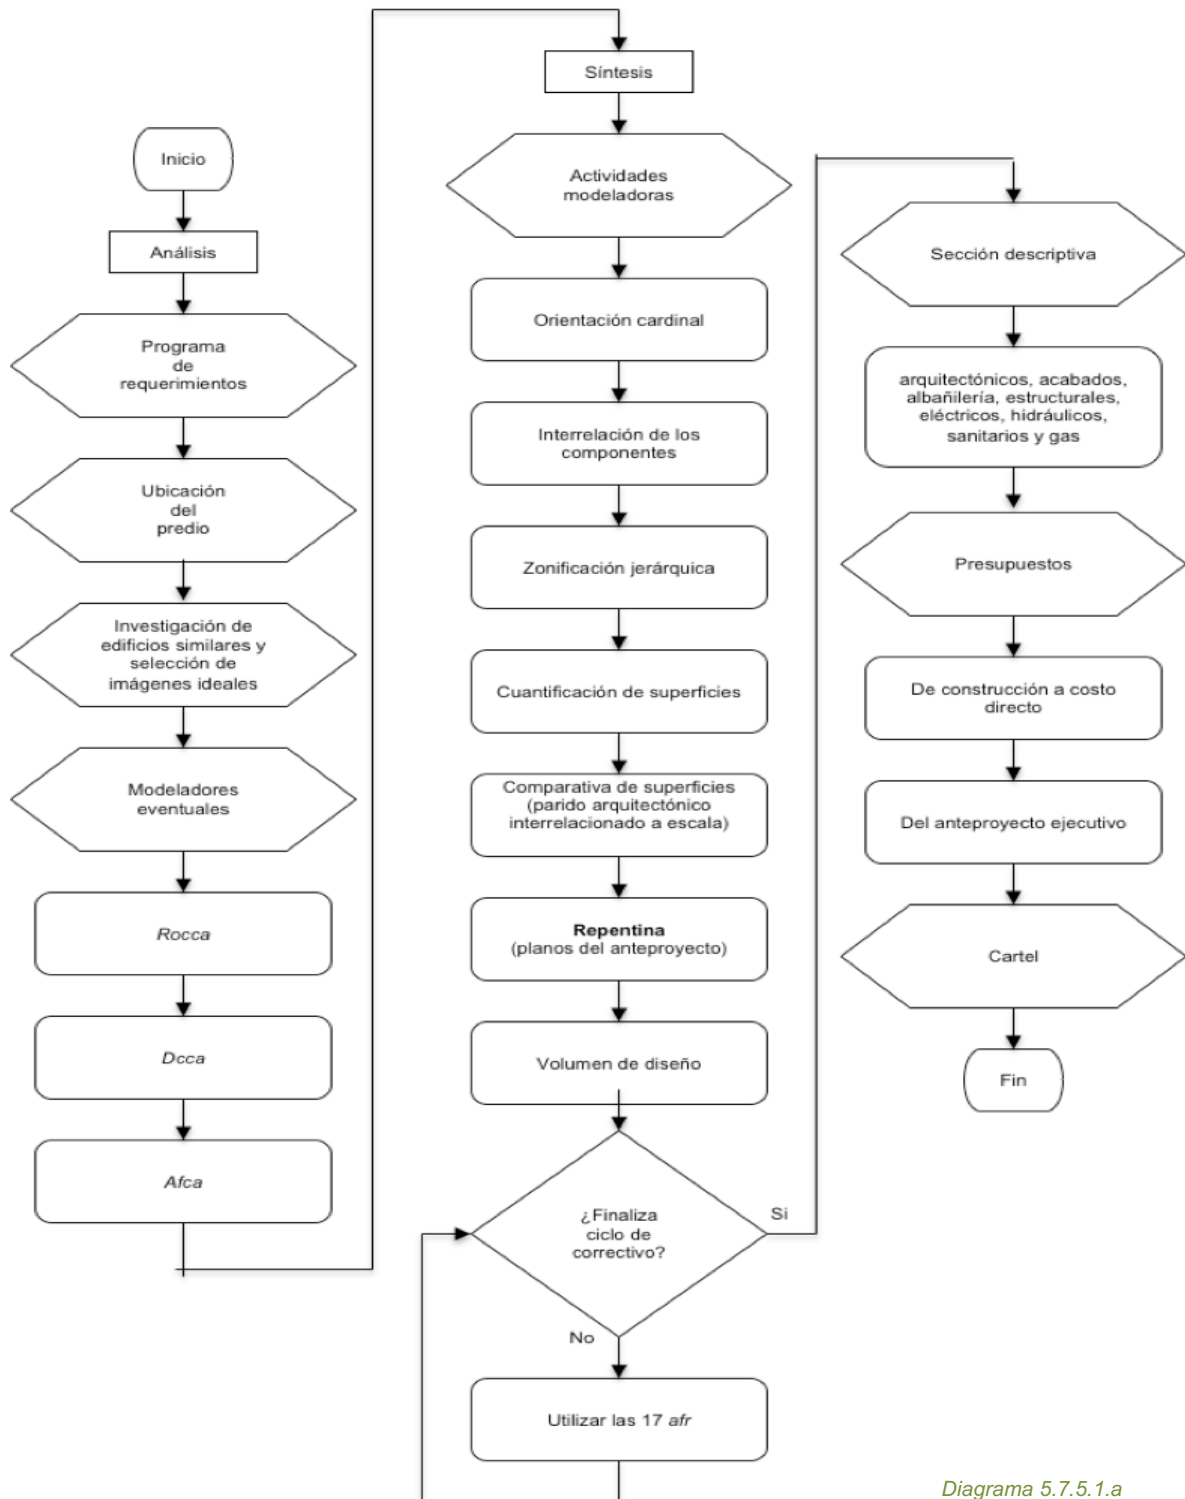 Inicio
Análisis
Programa
de
requerimientos
Ubicación
del
predio
Investigación de
edificios similares y
selección de
imágenes ideales
Modeladores
eventuales
Rocca
Dcca
Afca
Síntesis
Actividades
modeladoras
Orientación cardinal
Interrelación de los
componentes
Zonificación jerárquica
Cuantificación de superficies
Comparativa de superficies
(parido arquitectónico
interrelacionado a escala)
Repentina
(planos del anteproyecto)
Volumen de diseño
¿Finaliza
ciclo de
correctivo?
Si
No
Utilizar las 17 afr
Sección descriptiva
arquitectónicos, acabados,
albañilería, estructurales,
eléctricos, hidráulicos,
sanitarios y gas
Presupuestos
De construcción a costo
directo
Del anteproyecto ejecutivo
Cartel
Fin
Diagrama 5.7.5.1.a